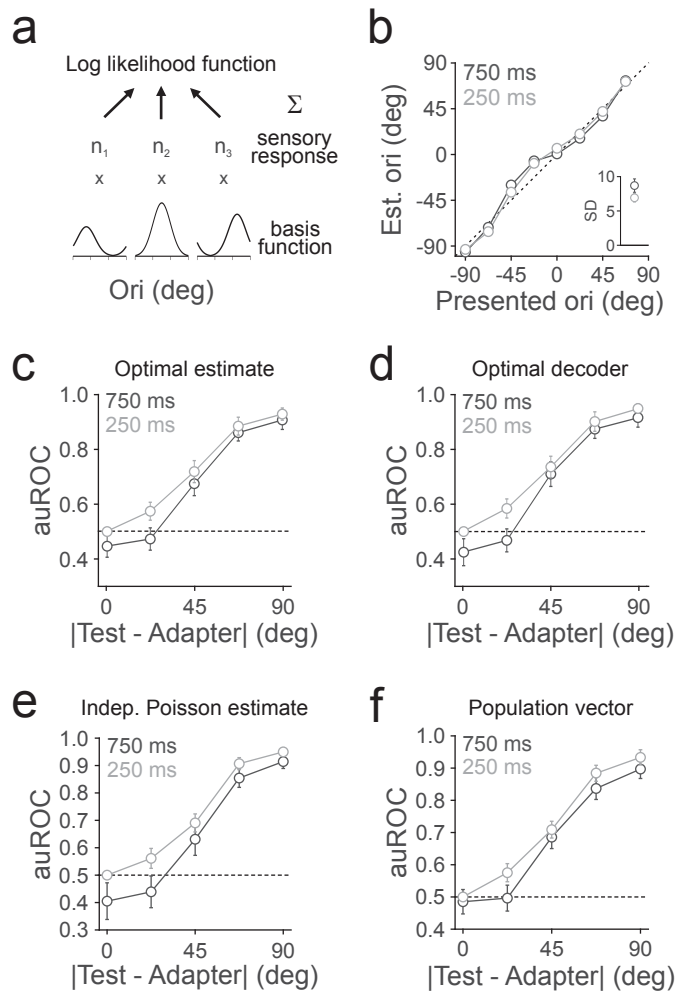 a
Log likelihood function
Σ
n1 n2 n3 sensory response
x x x
basis function
Ori (deg)
b
750 ms
250 ms
Est. ori (deg)
90
45
0
-45
-90
-90 -45 0 45 90
Presented ori (deg)
SD
10
5
0
c
Optimal estimate
750 ms
250 ms
auROC
1.0
0.8
0.6
0.4
0 45 90
|Test - Adapter| (deg)
d
Optimal decoder
750 ms
250 ms
auROC
1.0
0.8
0.6
0.4
0 45 90
|Test - Adapter| (deg)
e
Indep. Poisson estimate
750 ms
250 ms
auROC
1.0
0.9
0.8
0.7
0.6
0.5
0.4
0.3
0 45 90
|Test - Adapter| (deg)
f
Population vector
750 ms
250 ms
auROC
1.0
0.9
0.8
0.7
0.6
0.5
0.4
0 45 90
|Test - Adapter| (deg)